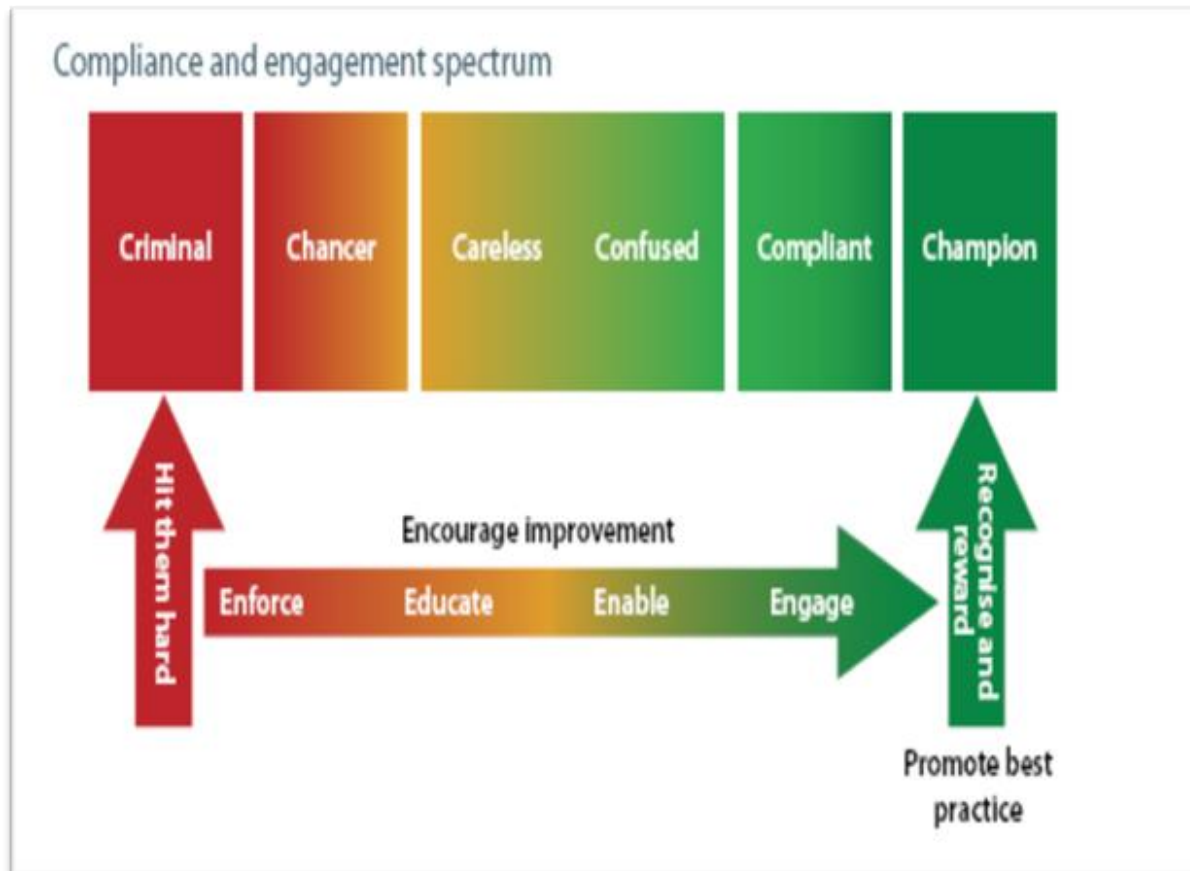 Compliance and engagement spectrum
Criminal Chancer Careless Confused Compliant Champion
Hit them hard
Encourage improvement
Enforce Educate Enable Engage
Recognise and
reward
Promote best
practice